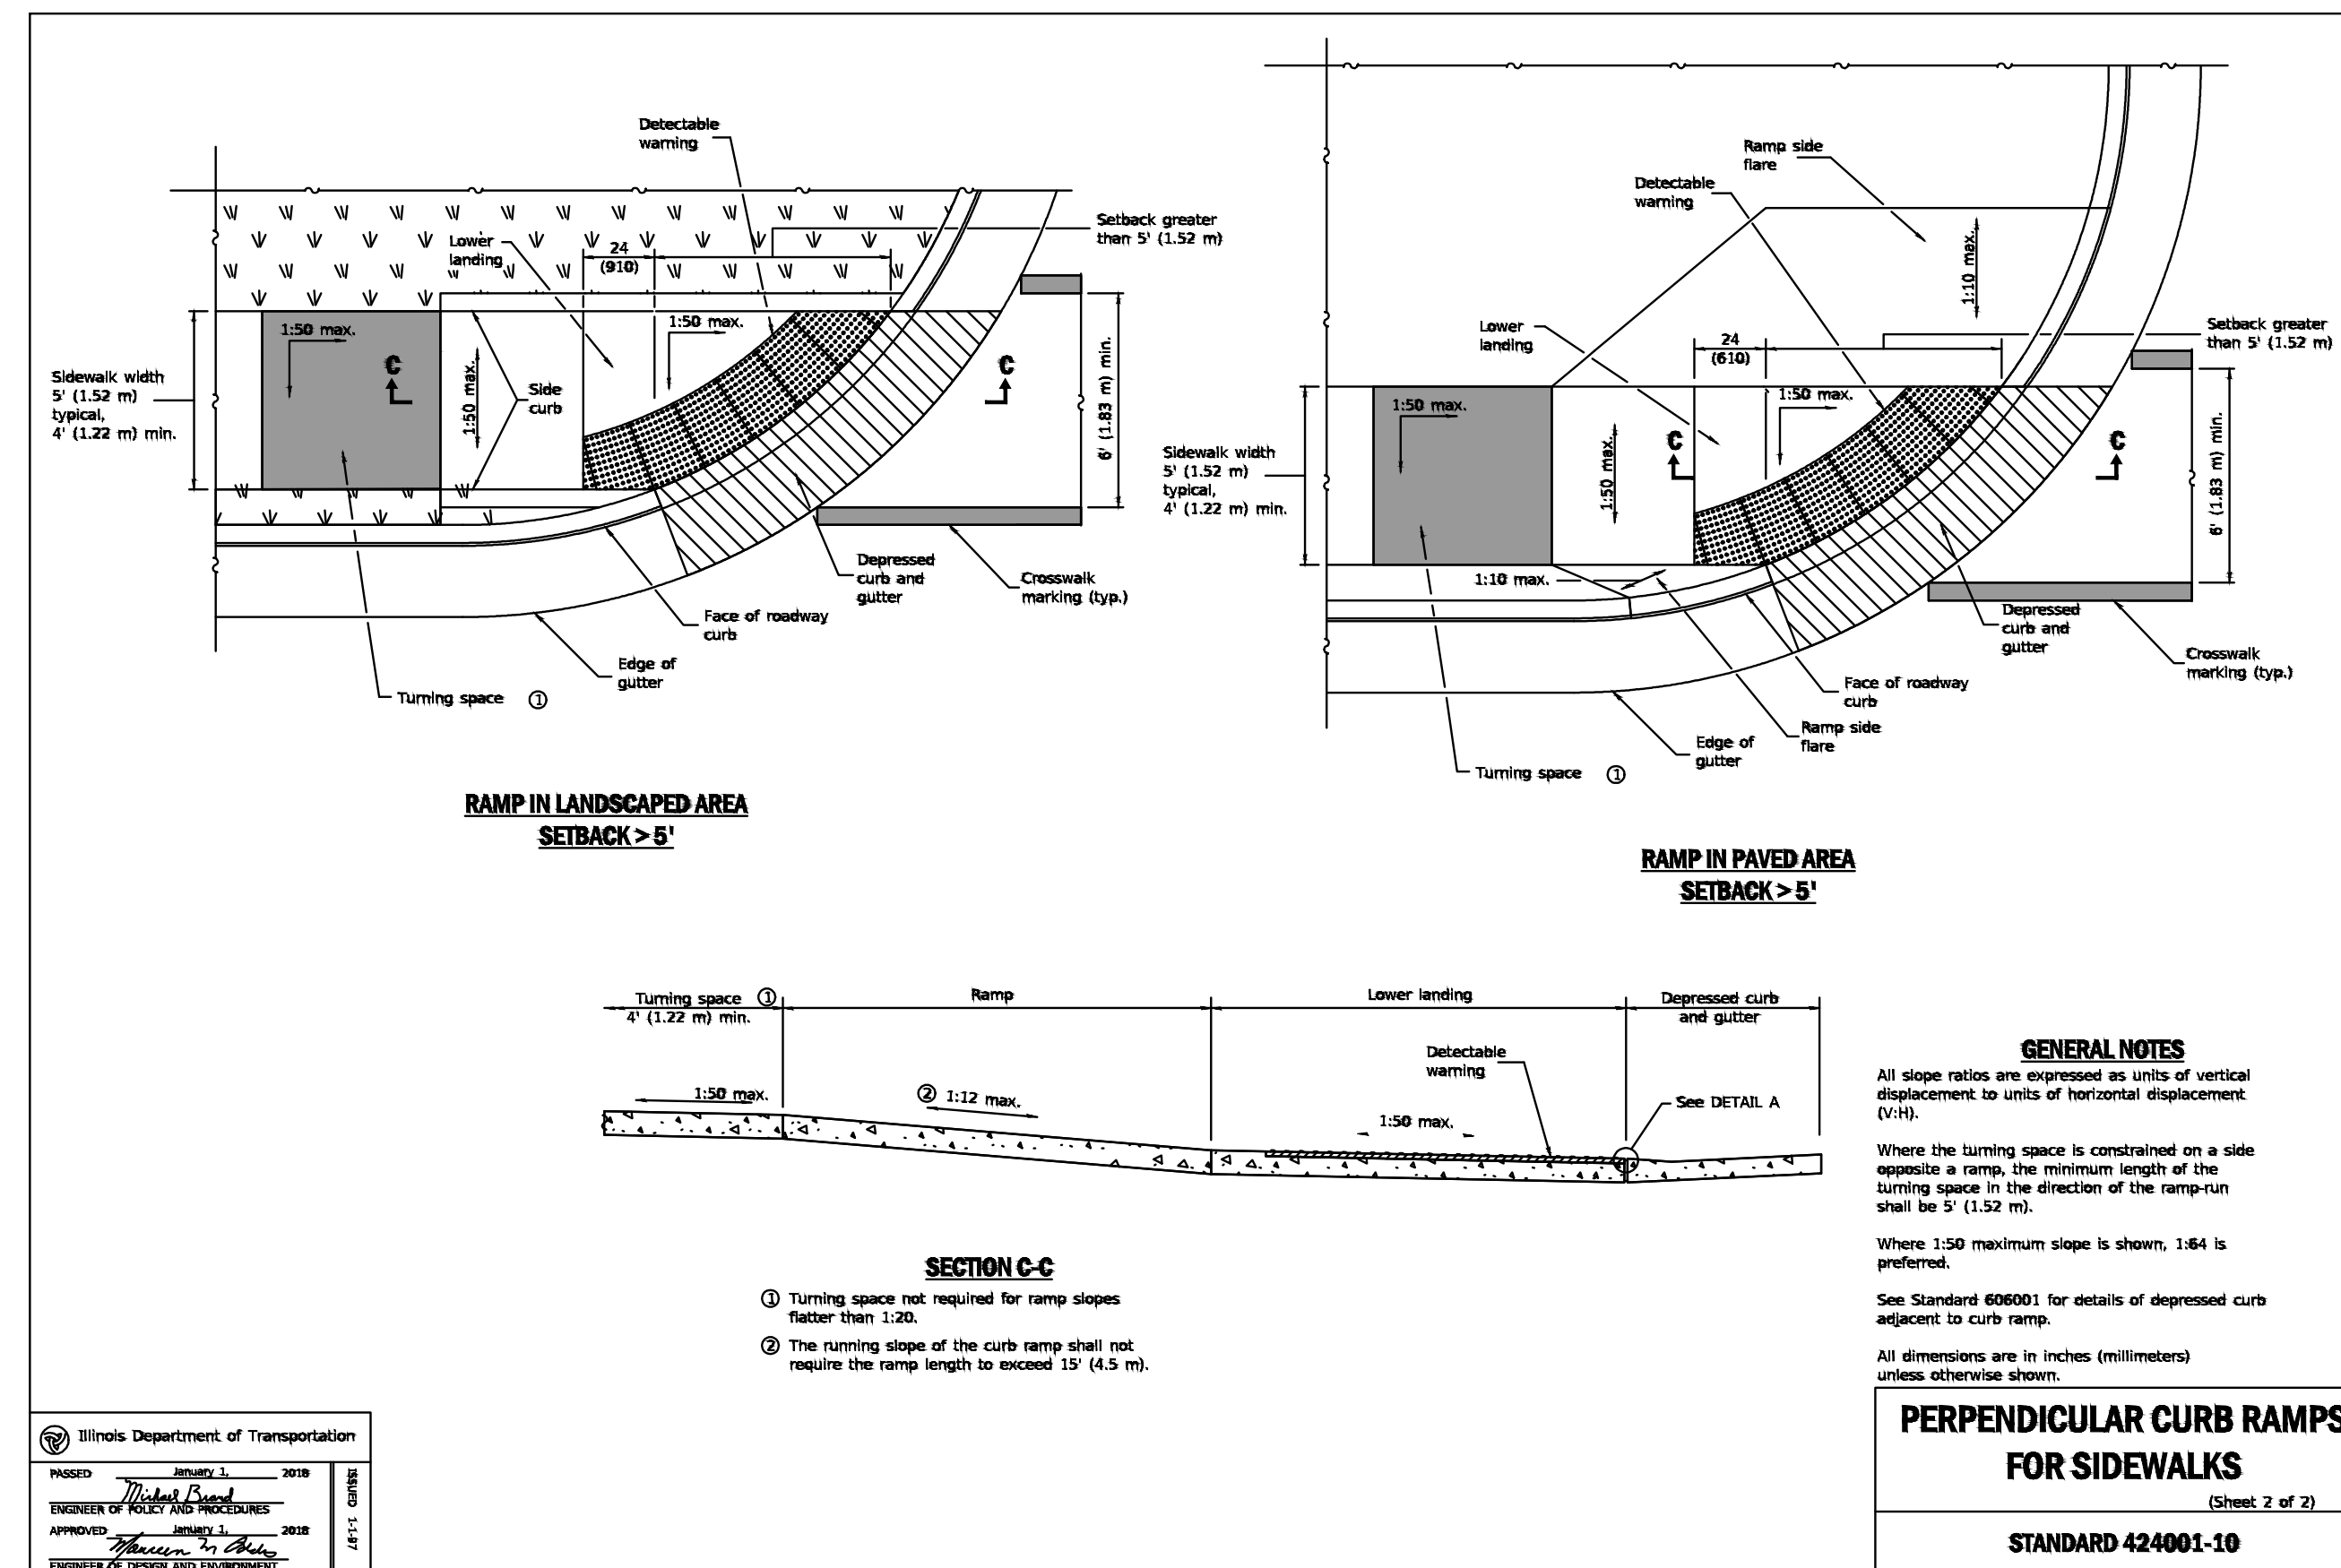 Detectable
warning
Lower
landing
24
(910)
Setback greater
than 5' (1.52 m)
1:50 max.
1:50 max.
C
C
1:50 max.
Side
curb
Sidewalk width
5' (1.52 m)
typical,
4' (1.22 m) min.
6' (1.83 m) min.
Depressed
curb and
gutter
Crosswalk
marking (typ.)
Face of roadway
curb
Edge of
gutter
Turning space 1
RAMP IN LANDSCAPED AREA
SETBACK > 5'
Ramp side
flare
Detectable
warning
1:10 max.
Lower
landing
24
(610)
Setback greater
than 5' (1.52 m)
1:50 max.
1:50 max.
C
C
1:50 max.
Sidewalk width
5' (1.52 m)
typical,
4' (1.22 m) min.
6' (1.83 m) min.
1:10 max.
Depressed
curb and
gutter
Crosswalk
marking (typ.)
Face of roadway
curb
Ramp side
flare
Edge of
gutter
Turning space 1
RAMP IN PAVED AREA
SETBACK > 5'
Turning space 1
4' (1.22 m) min.
Ramp
Lower landing
Depressed curb
and gutter
Detectable
warning
1:50 max.
2 1:12 max.
1:50 max.
See DETAIL A
SECTION C-C
1 Turning space not required for ramp slopes
flatter than 1:20.
2 The running slope of the curb ramp shall not
require the ramp length to exceed 15' (4.5 m).
GENERAL NOTES
All slope ratios are expressed as units of vertical
displacement to units of horizontal displacement
(V:H).
Where the turning space is constrained on a side
opposite a ramp, the minimum length of the
turning space in the direction of the ramp-run
shall be 5' (1.52 m).
Where 1:50 maximum slope is shown, 1:64 is
preferred.
See Standard 606001 for details of depressed curb
adjacent to curb ramp.
All dimensions are in inches (millimeters)
unless otherwise shown.
Illinois Department of Transportation
PASSED January 1, 2018
Michael Brand
ENGINEER OF POLICY AND PROCEDURES
APPROVED January 1, 2018
ENGINEER OF DESIGN AND ENVIRONMENT
ISSUED 1-1-97
PERPENDICULAR CURB RAMPS
FOR SIDEWALKS
(Sheet 2 of 2)
STANDARD 424001-10